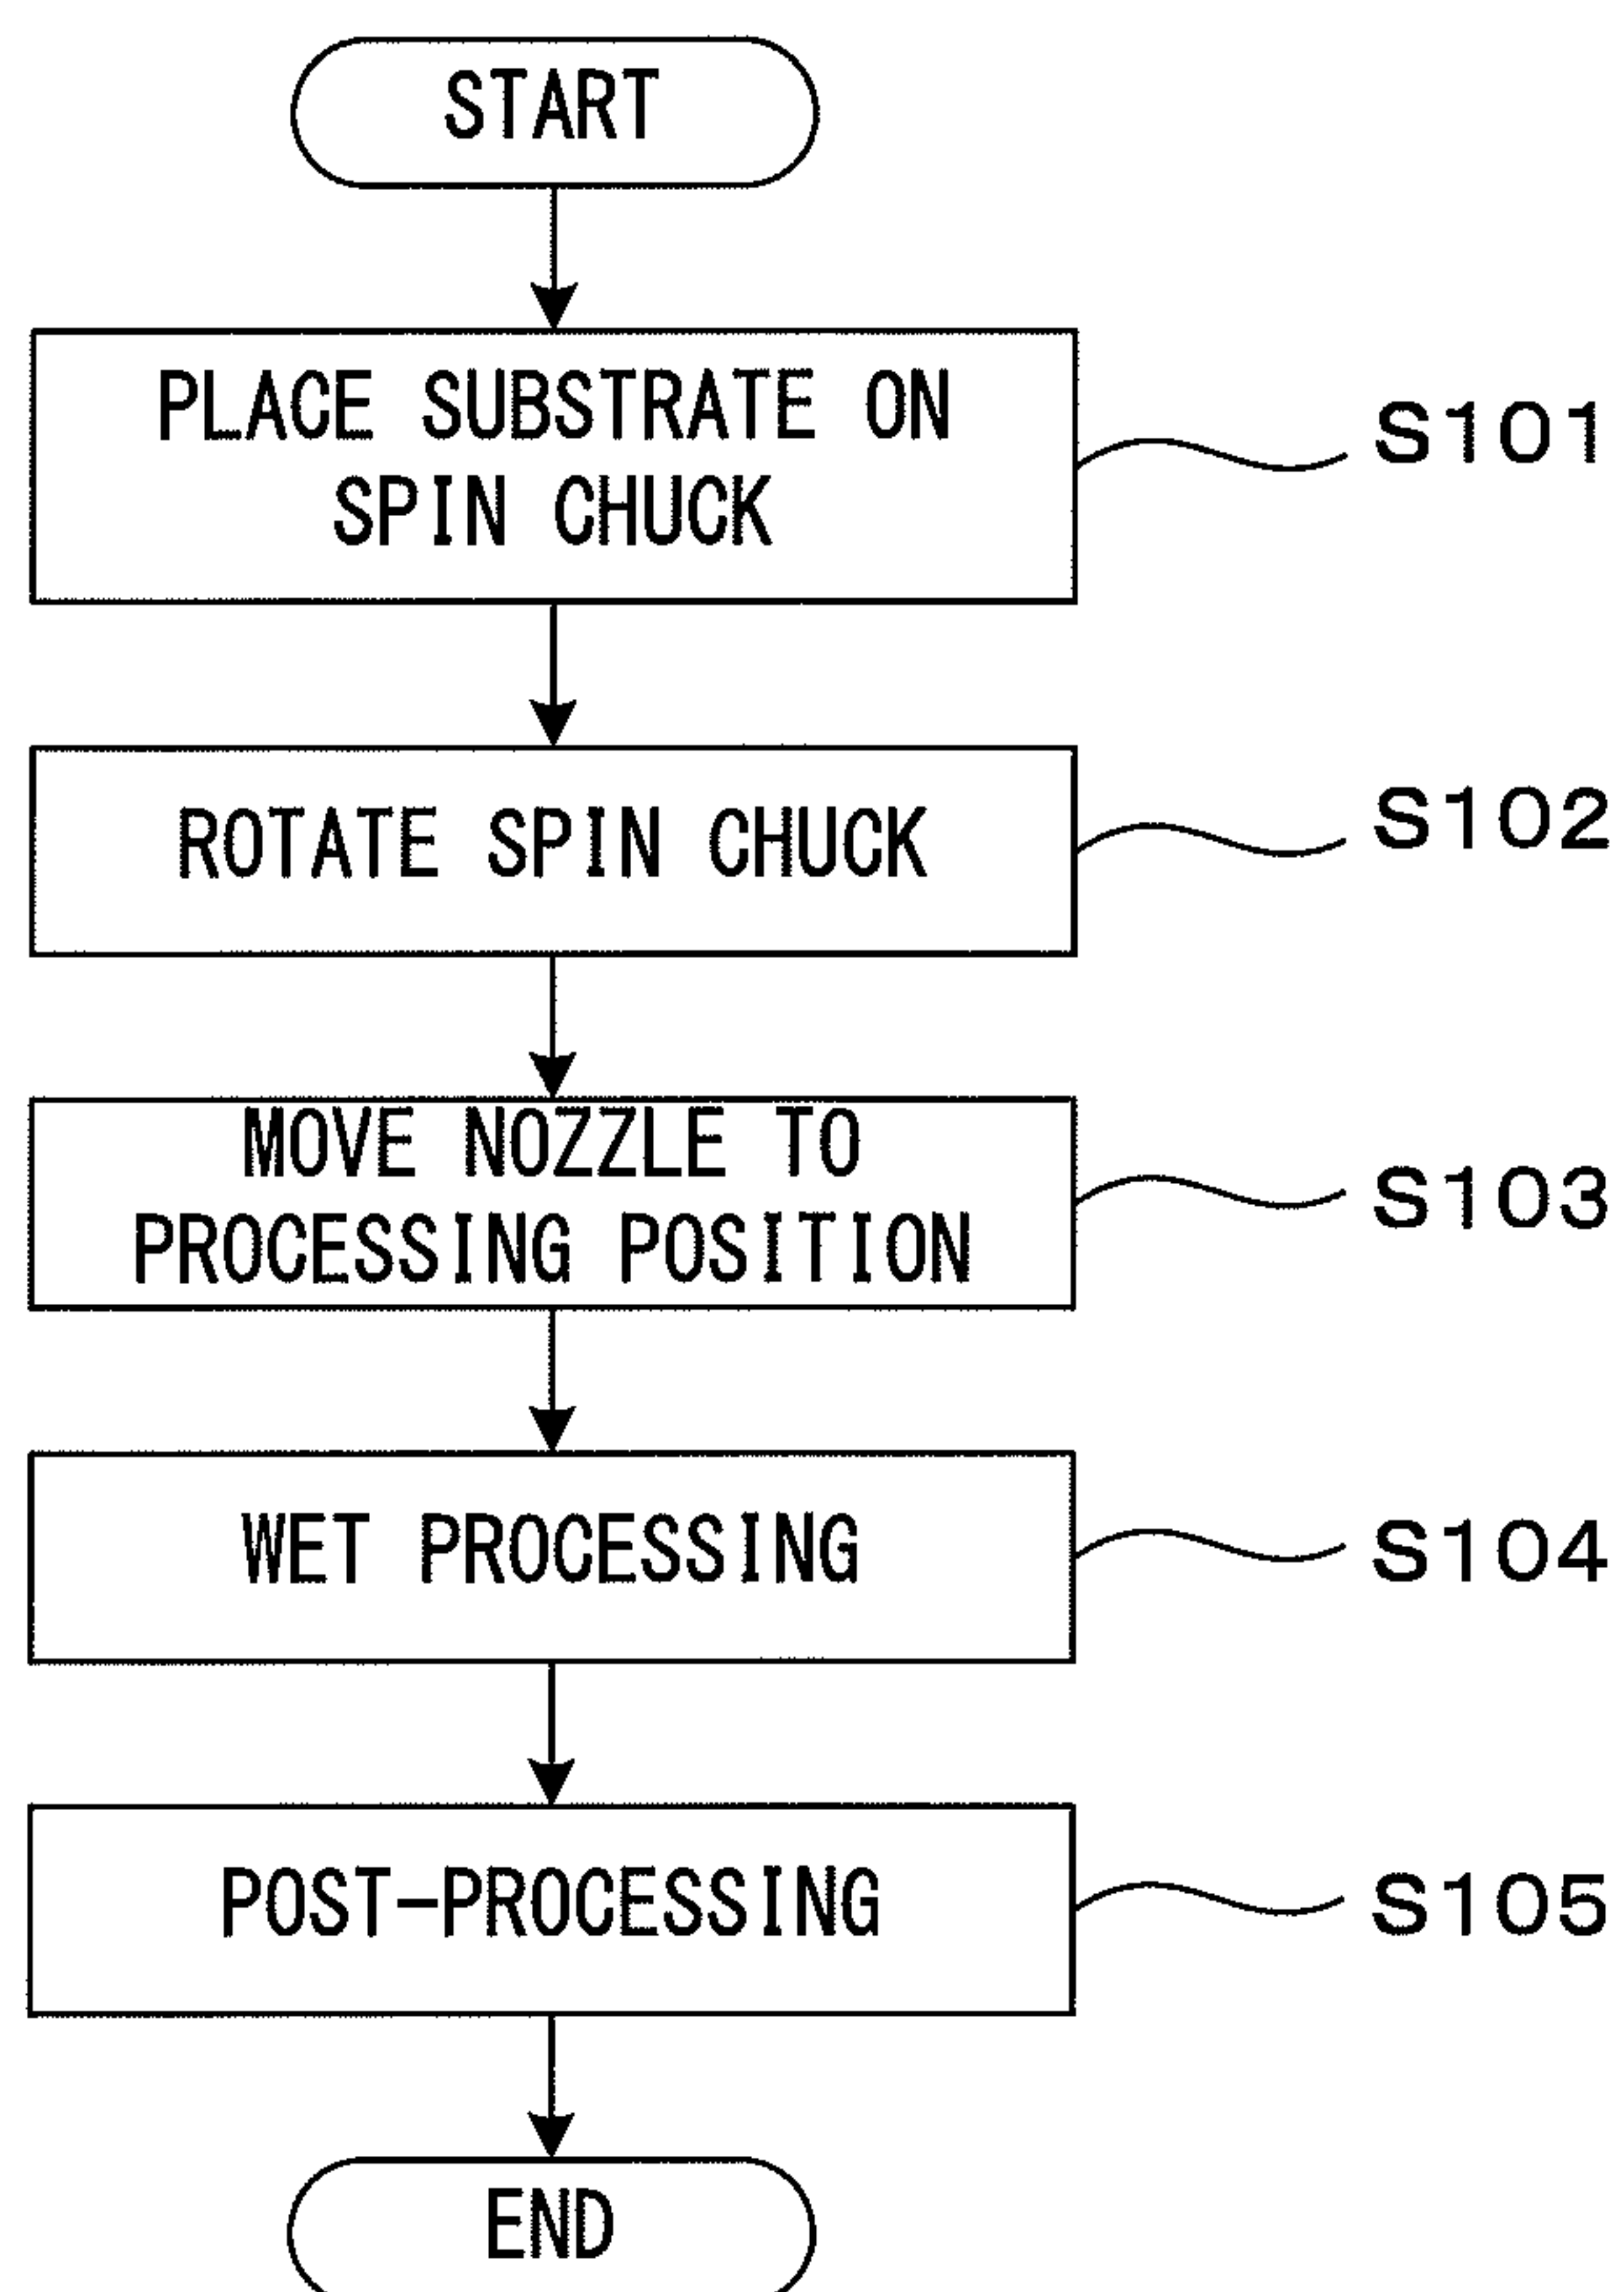 START
PLACE SUBSTRATE ON
SPIN CHUCK
S101
ROTATE SPIN CHUCK
S102
MOVE NOZZLE TO
PROCESSING POSITION
S103
WET PROCESSING
S104
POST-PROCESSING
S105
END